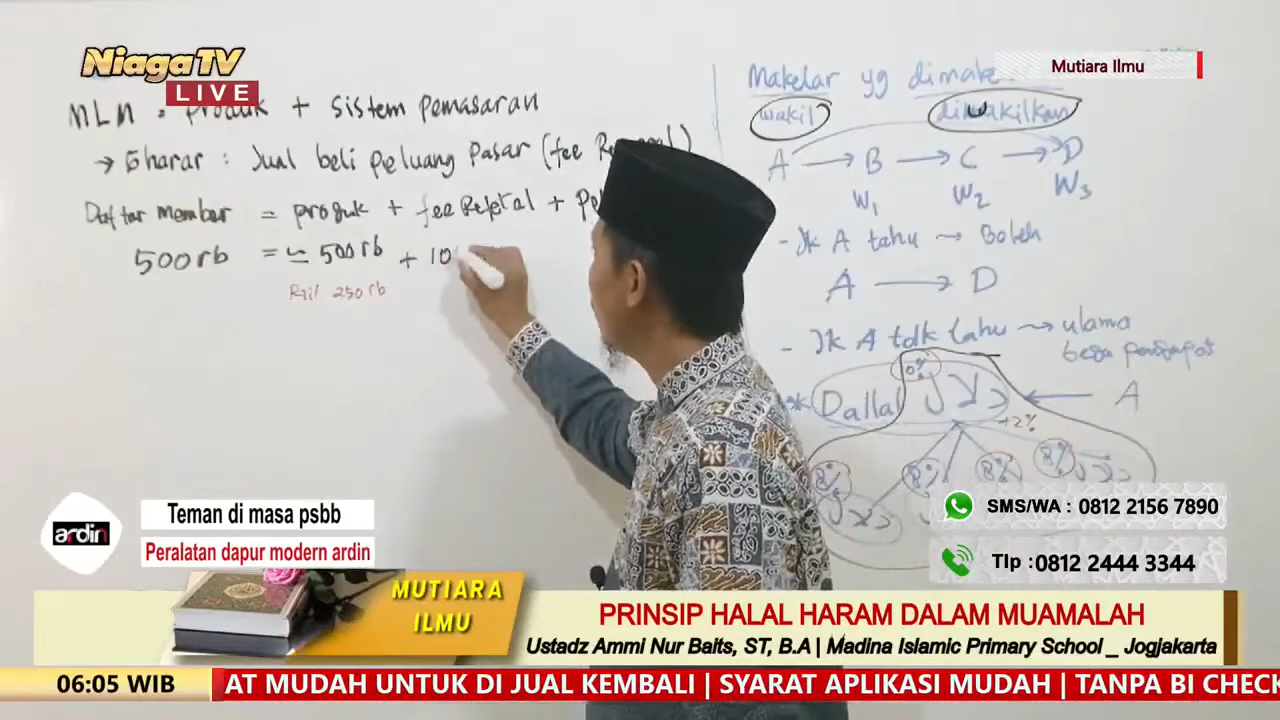 NiagaTV
LIVE
Mutiara Ilmu
MLM = produk + sistem pemasaran
→ Gharar : Jual beli peluang pasar (fee
Daftar member = produk + fee Refetal +
500rb = ≃ 500rb + 10
Riil 250rb
Makelar yg
wakil diwakilkan
A → B → C → D
W1 W2 W3
- Jk A tahu → Boleh
A → D
- Jk A tdk tahu → ulama
beda pendapat
* Dallal دلال ← A
+2%
ardin
Teman di masa psbb
Peralatan dapur modern ardin
SMS/WA : 0812 2156 7890
Tlp : 0812 2444 3344
MUTIARA
ILMU
PRINSIP HALAL HARAM DALAM MUAMALAH
Ustadz Ammi Nur Baits, ST, B.A | Madina Islamic Primary School _ Jogjakarta
06:05 WIB AT MUDAH UNTUK DI JUAL KEMBALI | SYARAT APLIKASI MUDAH | TANPA BI CHECK